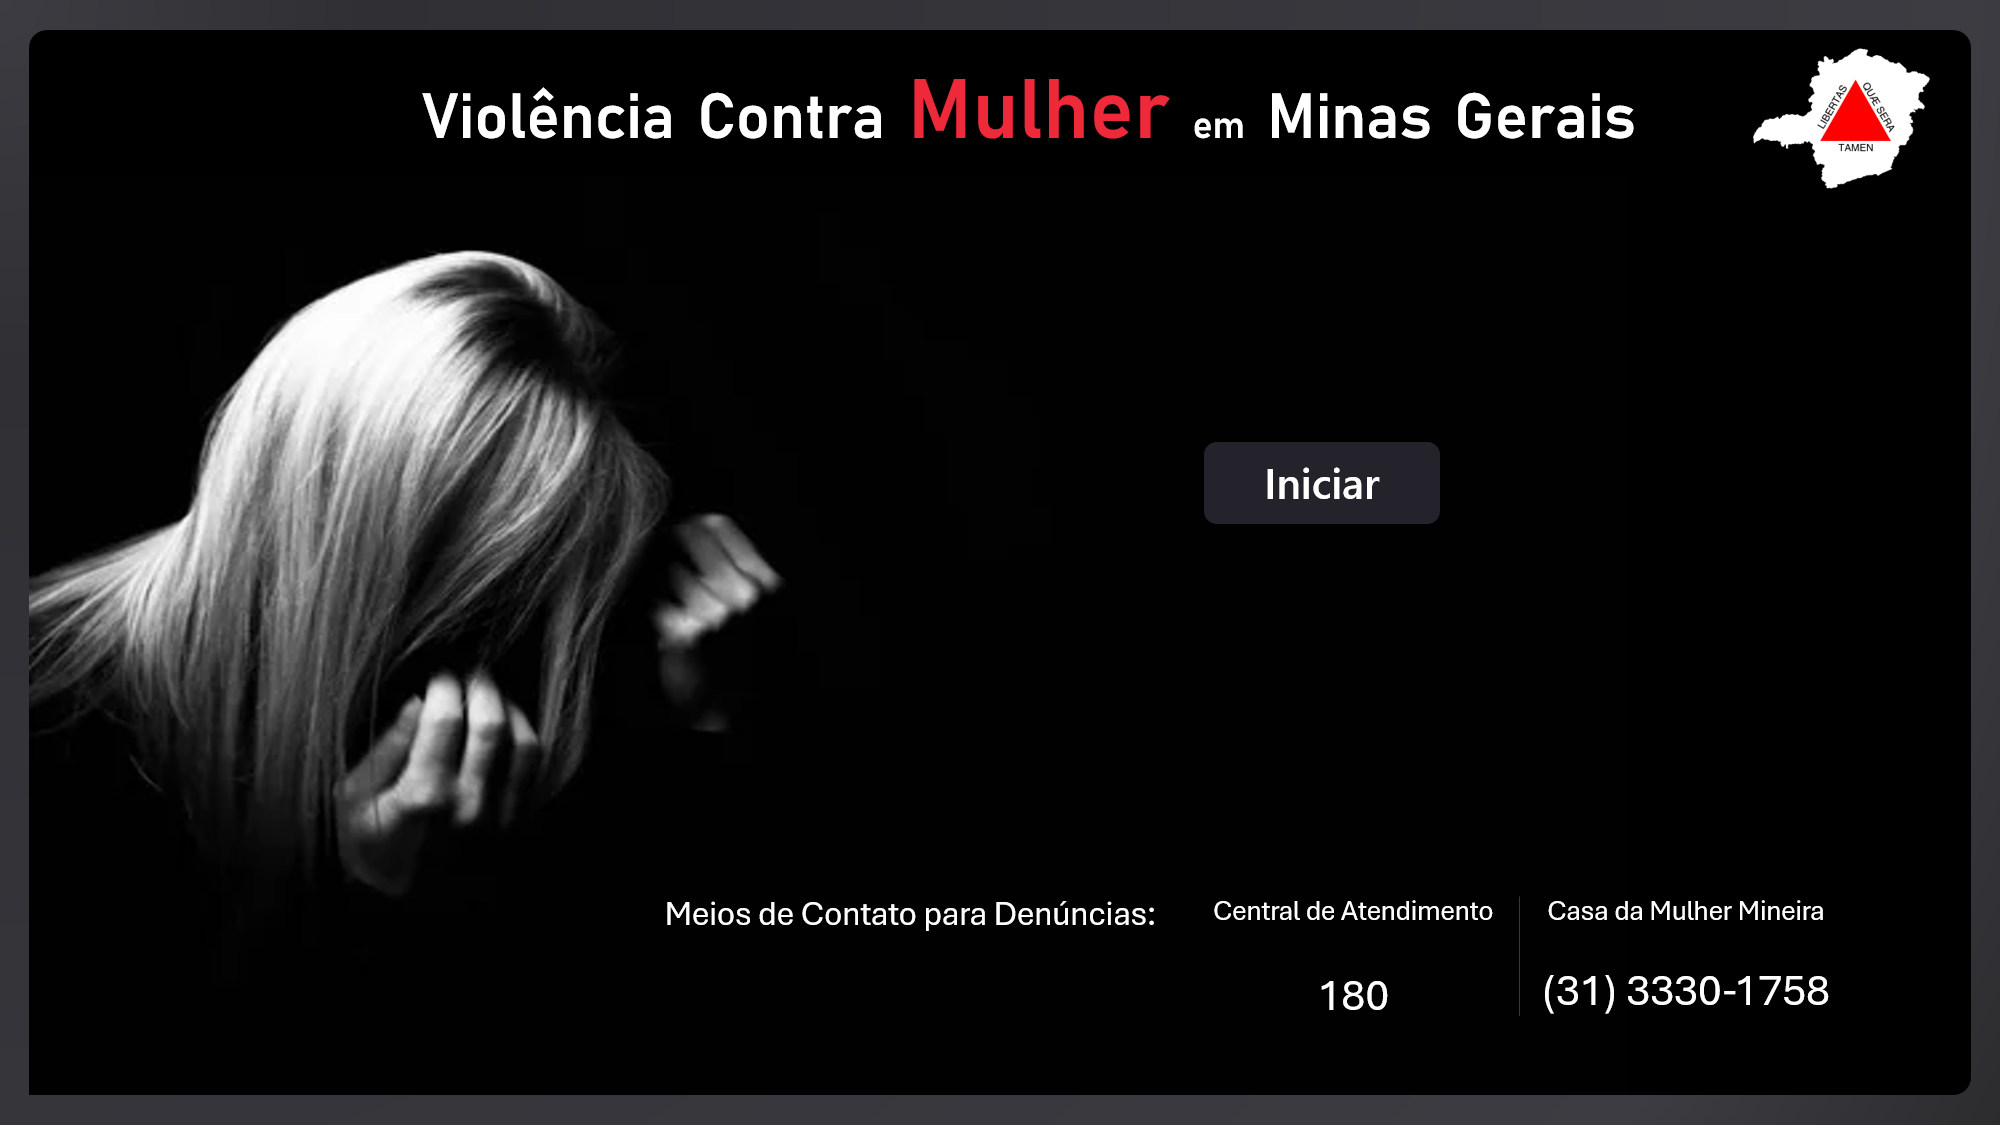 Violência Contra Mulher em Minas Gerais
LIBERTAS QUÆ SERA
TAMEN
Iniciar
Meios de Contato para Denúncias:
Central de Atendimento
180
Casa da Mulher Mineira
(31) 3330-1758